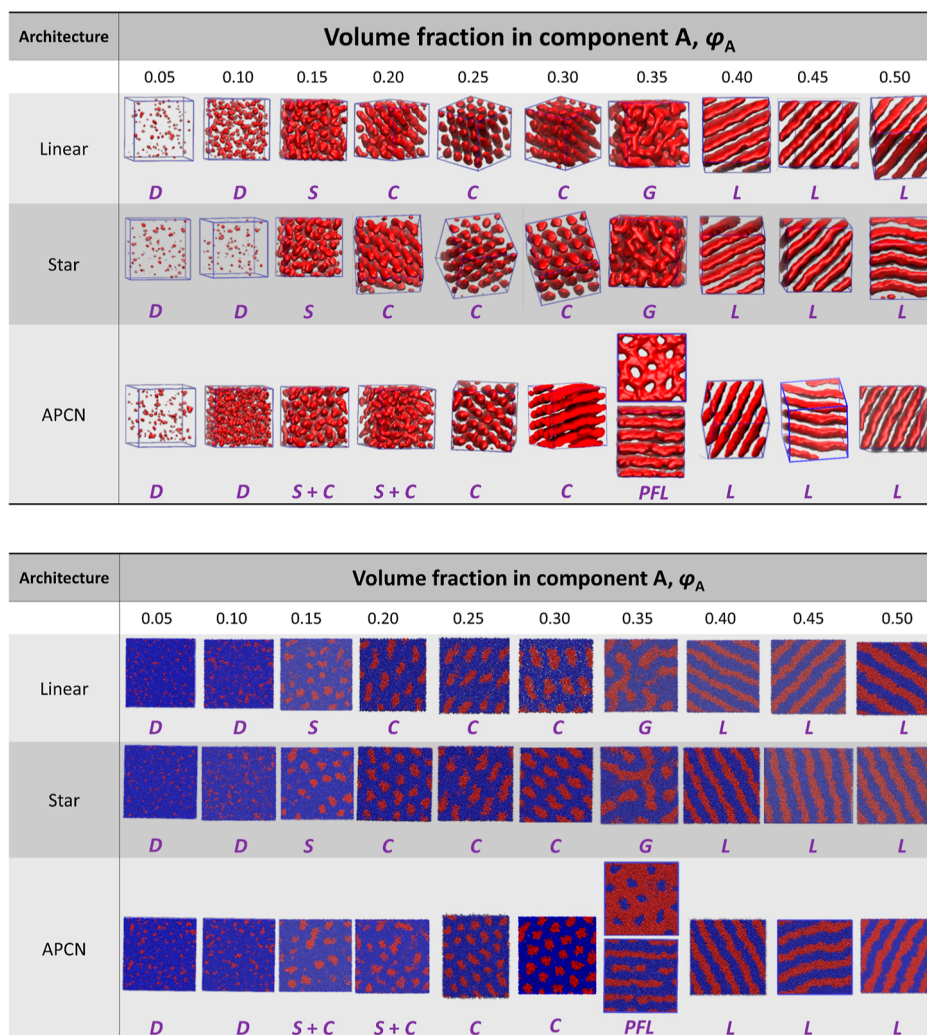 Architecture Volume fraction in component A, φA
0.05 0.10 0.15 0.20 0.25 0.30 0.35 0.40 0.45 0.50
Linear
D D S C C C G L L L
Star
D D S C C C G L L L
APCN
D D S + C S + C C C PFL L L L
Architecture Volume fraction in component A, φA
0.05 0.10 0.15 0.20 0.25 0.30 0.35 0.40 0.45 0.50
Linear
D D S C C C G L L L
Star
D D S C C C G L L L
APCN
D D S + C S + C C C PFL L L L